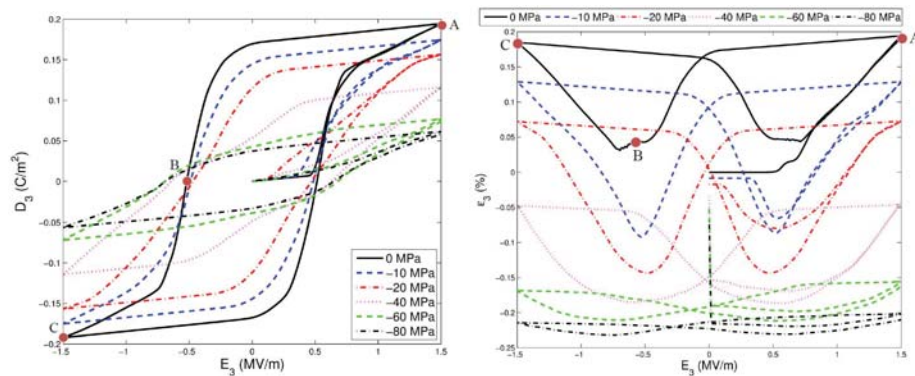 A
B
C
0 MPa
−10 MPa
−20 MPa
−40 MPa
−60 MPa
−80 MPa
0.2
0.15
0.1
0.05
0
−0.05
−0.1
−0.15
−0.2
D3 (C/m²)
−1.5 −1 −0.5 0 0.5 1 1.5
E3 (MV/m)
0 MPa −10 MPa −20 MPa −40 MPa −60 MPa −80 MPa
C
A
B
0.2
0.15
0.1
0.05
0
−0.05
−0.1
−0.15
−0.2
−0.25
ε3 (%)
−1.5 −1 −0.5 0 0.5 1 1.5
E3 (MV/m)